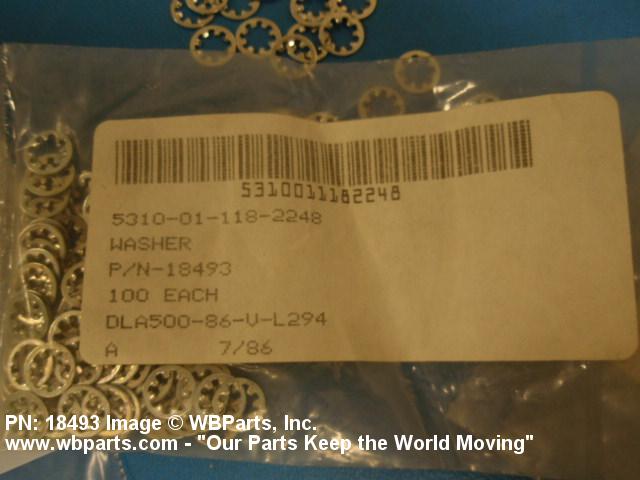 5310011182248
5310-01-118-2248
WASHER
P/N-18493
100 EACH
DLA500-86-V-L294
A 7/86
PN: 18493 Image © WBParts, Inc.
www.wbparts.com - "Our Parts Keep the World Moving"